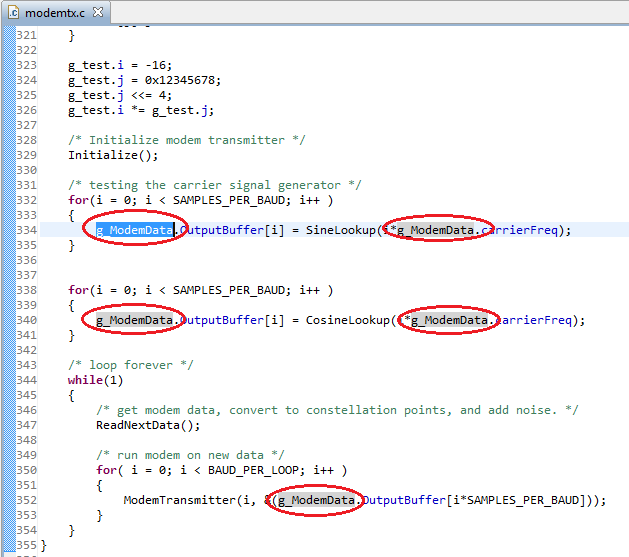 modemtx.c
321 }
322
323 g_test.i = -16;
324 g_test.j = 0x12345678;
325 g_test.j <<= 4;
326 g_test.i *= g_test.j;
327
328 /* Initialize modem transmitter */
329 Initialize();
330
331 /* testing the carrier signal generator */
332 for(i = 0; i < SAMPLES_PER_BAUD; i++ )
333 {
334 g_ModemData.OutputBuffer[i] = SineLookup(i*g_ModemData.carrierFreq);
335 }
336
337
338 for(i = 0; i < SAMPLES_PER_BAUD; i++ )
339 {
340 g_ModemData.OutputBuffer[i] = CosineLookup(i*g_ModemData.carrierFreq);
341 }
342
343 /* loop forever */
344 while(1)
345 {
346 /* get modem data, convert to constellation points, and add noise. */
347 ReadNextData();
348
349 /* run modem on new data */
350 for( i = 0; i < BAUD_PER_LOOP; i++ )
351 {
352 ModemTransmitter(i, &(g_ModemData.OutputBuffer[i*SAMPLES_PER_BAUD]));
353 }
354 }
355 }